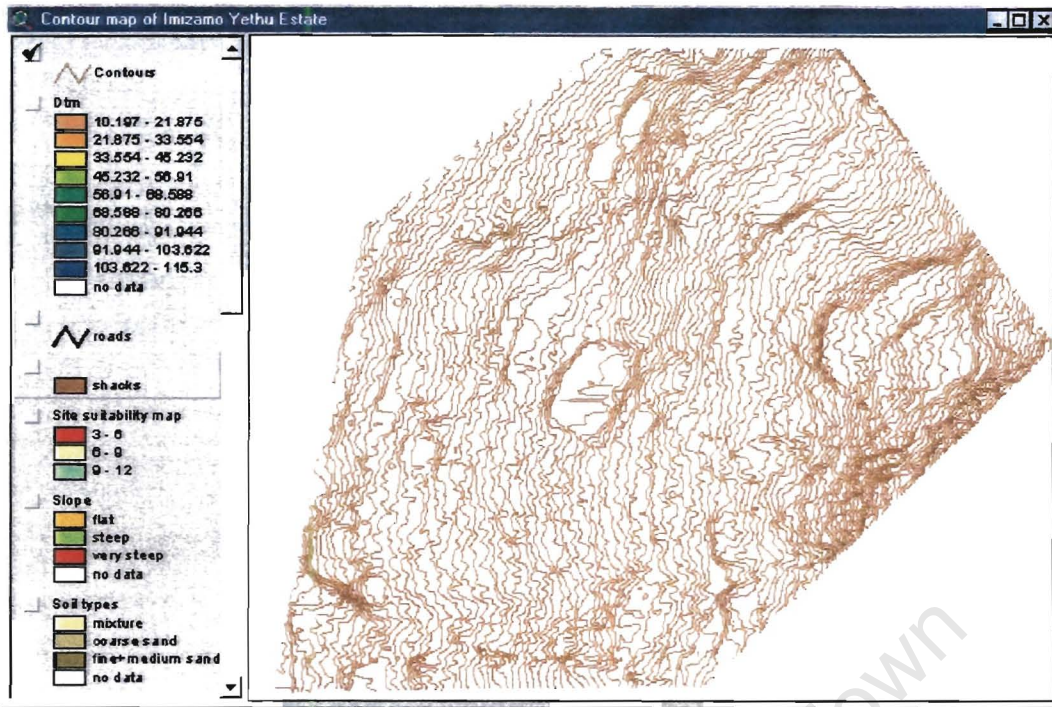 Contour map of Imizamo Yethu Estate
Contours
Dtm
10.197 - 21.875
21.875 - 33.554
33.554 - 45.232
45.232 - 56.91
56.91 - 68.588
68.588 - 80.266
80.266 - 91.944
91.944 - 103.622
103.622 - 115.3
no data
roads
shacks
Site suitability map
3 - 6
6 - 9
9 - 12
Slope
flat
steep
very steep
no data
Soil types
mixture
coarse sand
fine+medium sand
no data
own